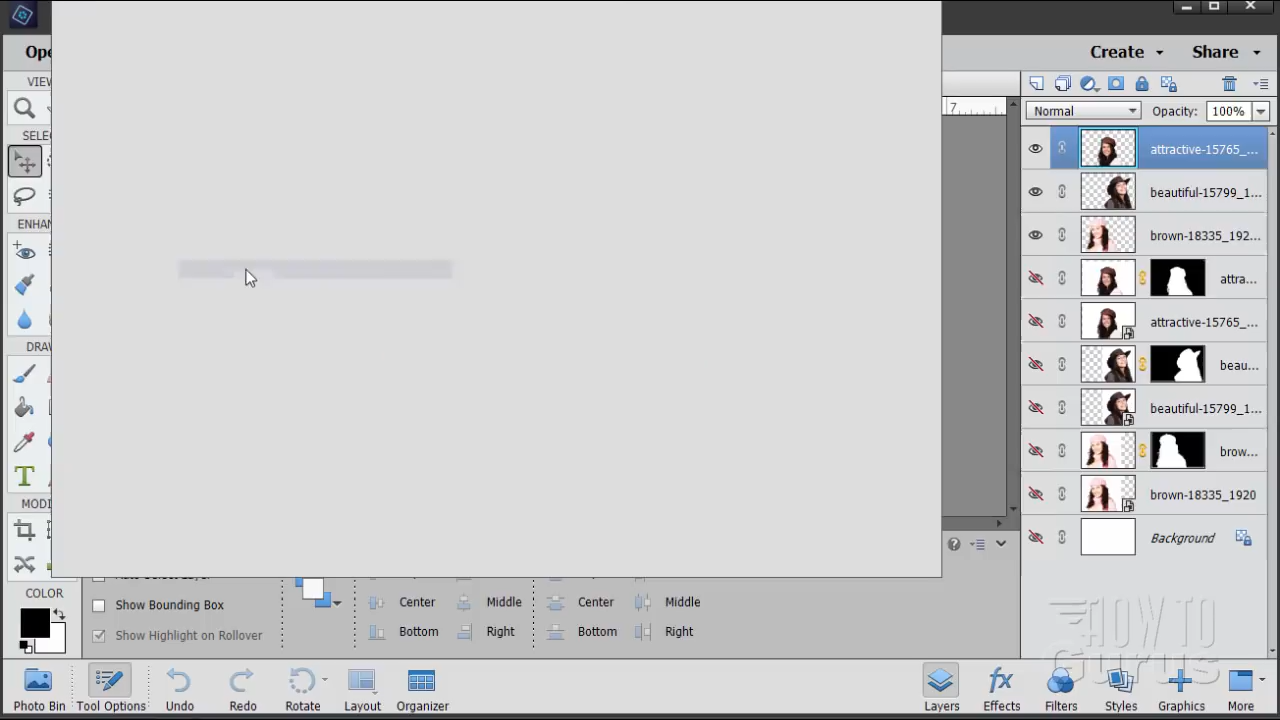 Ope
Create
Share
VIEW
SELEC
ENHAN
DRAW
MODI
COLOR
7
Normal
Opacity: 100%
attractive-15765_...
beautiful-15799_1...
brown-18335_192...
attra...
attractive-15765_...
beau...
beautiful-15799_1...
brow...
brown-18335_1920
Background
Show Bounding Box
Show Highlight on Rollover
Center
Middle
Center
Middle
Bottom
Right
Bottom
Right
HOW TO
Gurus
Photo Bin
Tool Options
Undo
Redo
Rotate
Layout
Organizer
Layers
Effects
Filters
Styles
Graphics
More